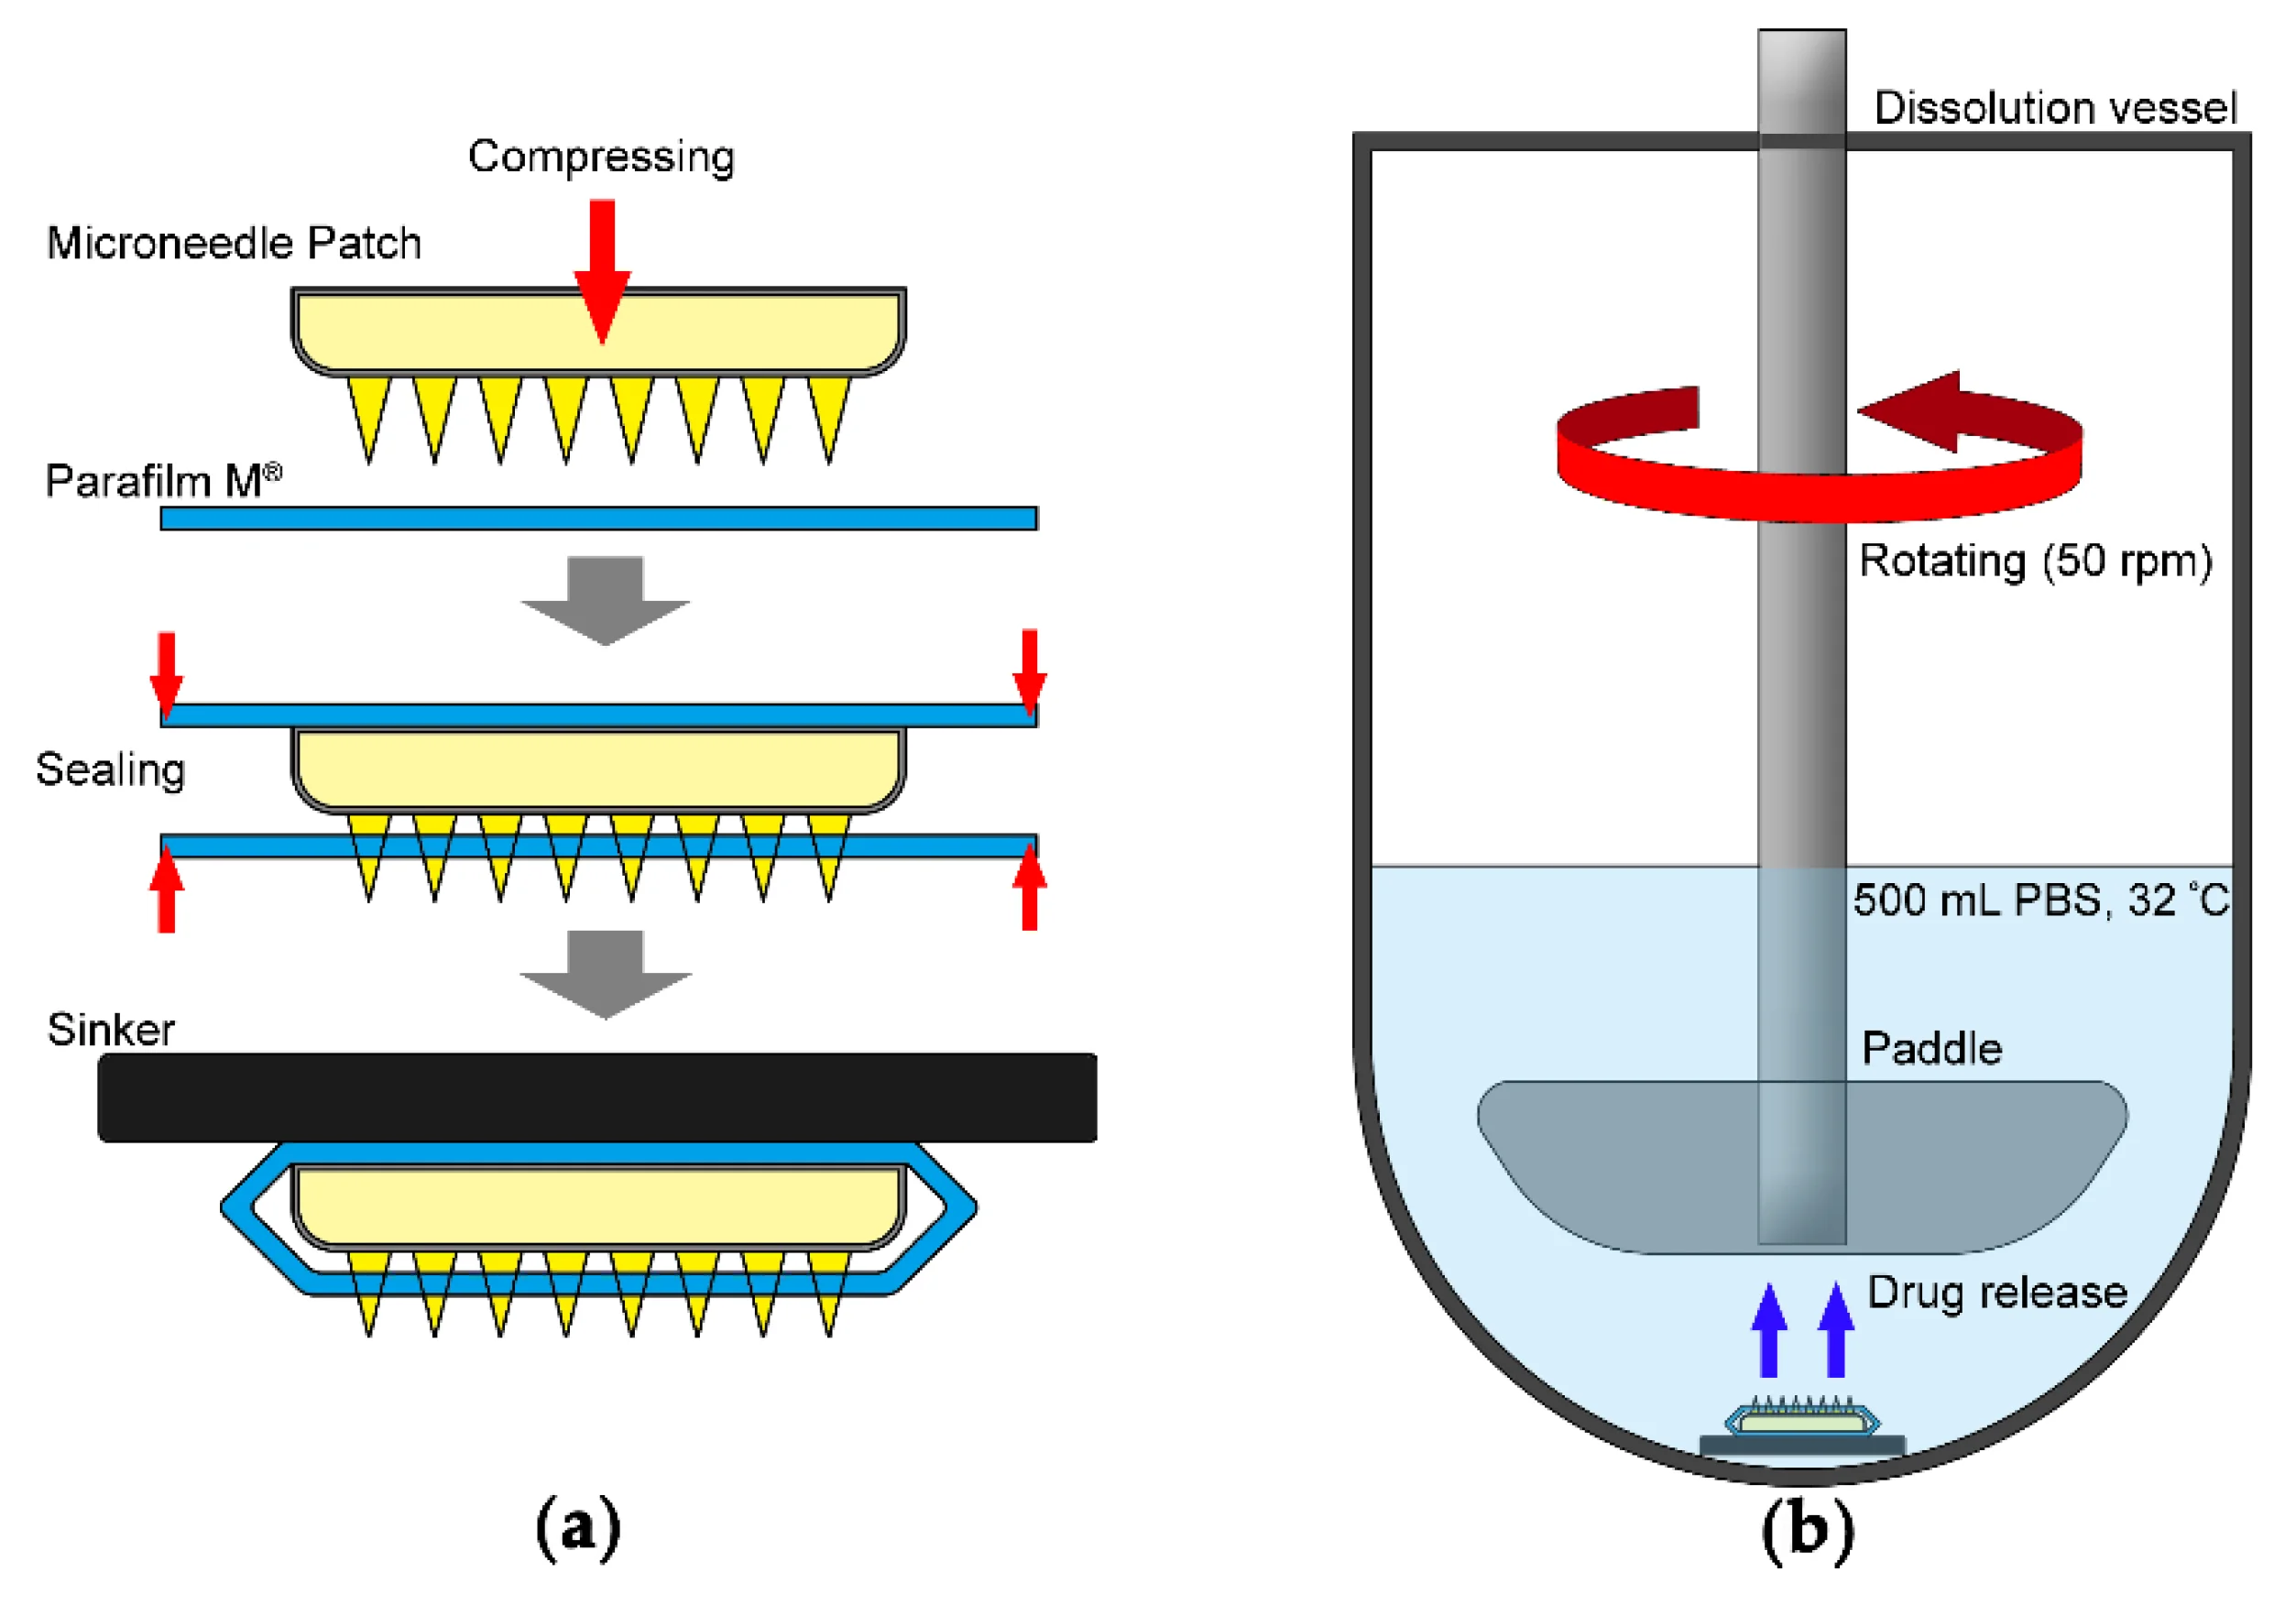 Compressing
Microneedle Patch
Parafilm M®
Sealing
Sinker
(a)
Dissolution vessel
Rotating (50 rpm)
500 mL PBS, 32 °C
Paddle
Drug release
(b)